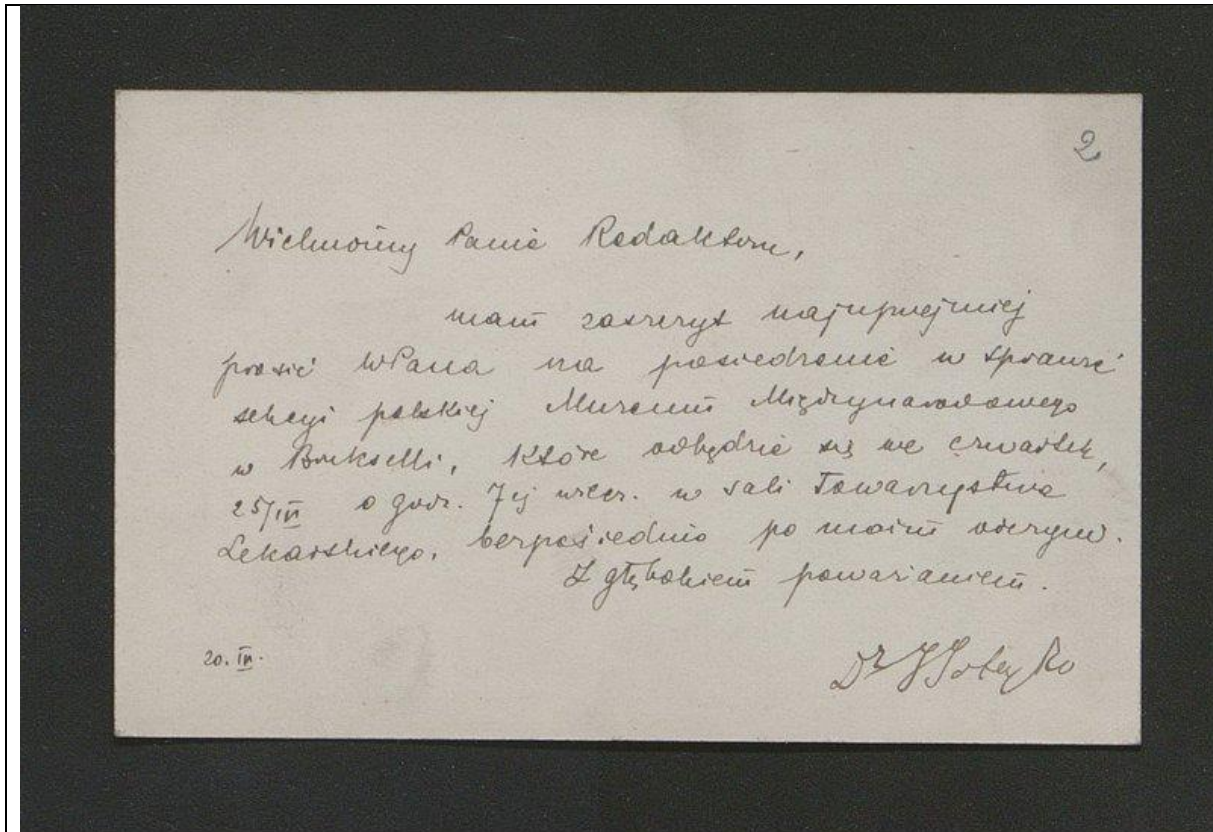 2
Wielmożny Panie Redaktorze,
mam zaszczyt najuprzejmiej
prosić WPana na posiedzenie w sprawie
sekcyi polskiej Muzeum Międzynarodowego
w Brukselli, które odbędzie się we czwartek,
25/III o godz. 7ej wiecz. w sali Towarzystwa
Lekarskiego, bezpośrednio po moim odczycie.
Z głębokiem poważaniem.
20. III.
Dr J Joteyko